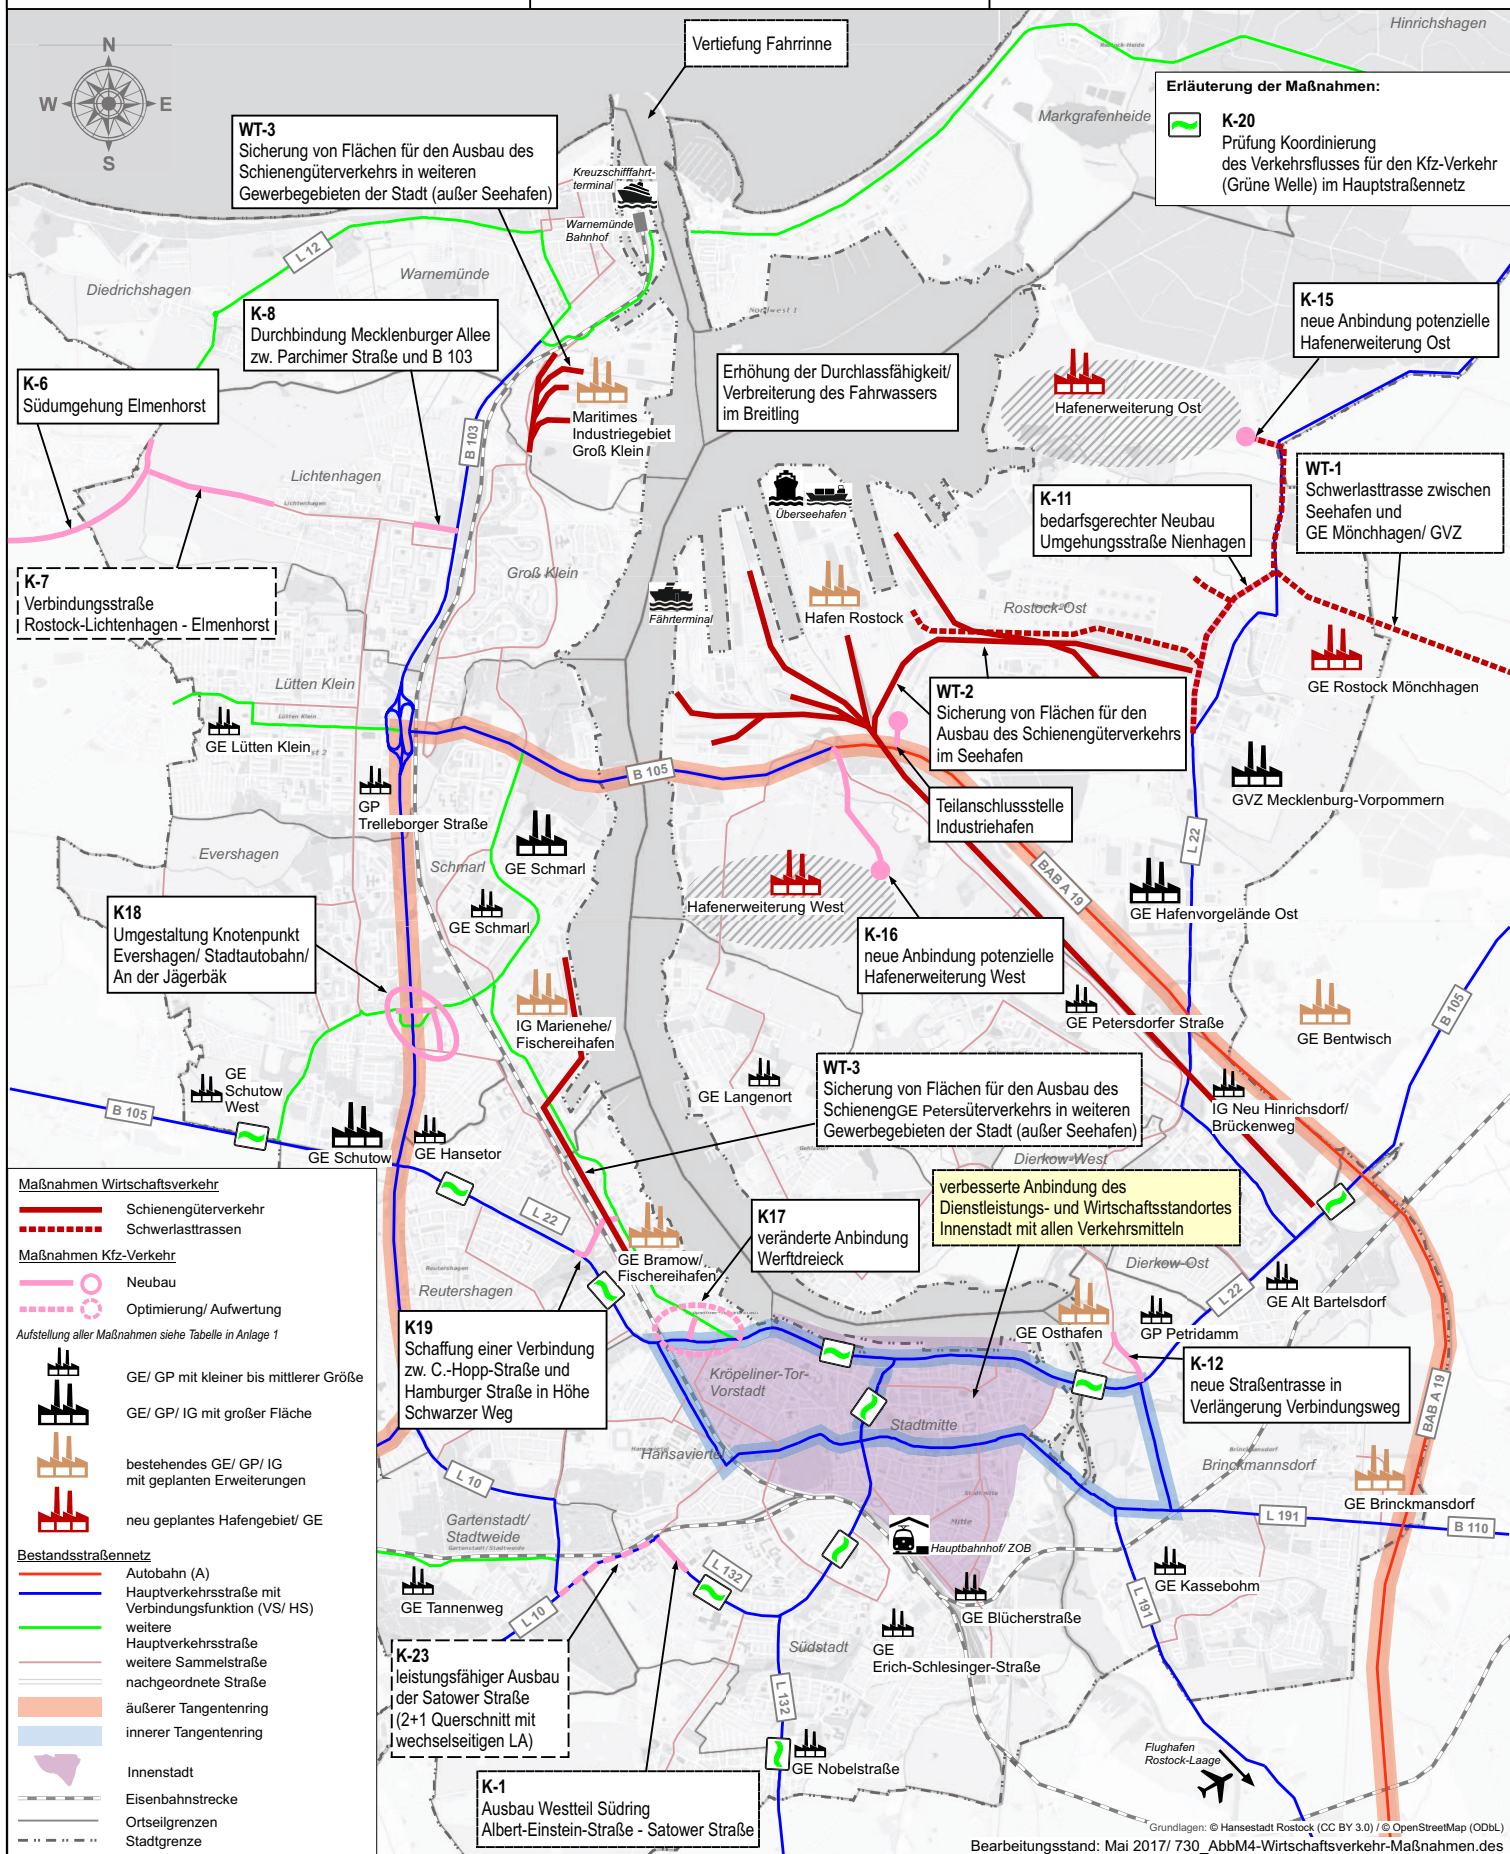 Hinrichshagen
Vertiefung Fahrrinne
Erläuterung der Maßnahmen:
K-20
Prüfung Koordinierung
des Verkehrsflusses für den Kfz-Verkehr
(Grüne Welle) im Hauptstraßennetz
N
W
E
S
Rostock-Heide
Markgrafenheide
WT-3
Sicherung von Flächen für den Ausbau des
Schienengüterverkehrs in weiteren
Gewerbegebieten der Stadt (außer Seehafen)
Kreuzschifffahrt-
terminal
Warnemünde
Bahnhof
L 12
Warnemünde
Diedrichshagen
K-8
Durchbindung Mecklenburger Allee
zw. Parchimer Straße und B 103
Nordwest 1
K-15
neue Anbindung potenzielle
Hafenerweiterung Ost
K-6
Südumgehung Elmenhorst
Erhöhung der Durchlassfähigkeit/
Verbreiterung des Fahrwassers
im Breitling
Hafenerweiterung Ost
Maritimes
Industriegebiet
Groß Klein
B 103
Lichtenhagen
Lichtenhagen
WT-1
Schwerlasttrasse zwischen
Seehafen und
GE Mönchhagen/ GVZ
K-11
bedarfsgerechter Neubau
Umgehungsstraße Nienhagen
Überseehafen
K-7
Verbindungsstraße
Rostock-Lichtenhagen - Elmenhorst
Groß Klein
Fährterminal
Hafen Rostock
Rostock-Ost
GE Rostock Mönchhagen
Lütten Klein
Lütten Klein
GE Lütten Klein
WT-2
Sicherung von Flächen für den
Ausbau des Schienengüterverkehrs
im Seehafen
B 105
GP
Trelleborger Straße
Teilanschlussstelle
Industriehafen
GVZ Mecklenburg-Vorpommern
L 22
Evershagen
Schmarl
GE Schmarl
GE Schmarl
BAB A 19
Hafenerweiterung West
GE Hafenvorgelände Ost
K18
Umgestaltung Knotenpunkt
Evershagen/ Stadtautobahn/
An der Jägerbäk
K-16
neue Anbindung potenzielle
Hafenerweiterung West
IG Marienehe/
Fischereihafen
GE Petersdorfer Straße
GE Bentwisch
B 105
GE
Schutow
West
B 105
GE Schutow
GE Hansetor
GE Langenort
WT-3
Sicherung von Flächen für den Ausbau des
SchienengGE Petersüterverkehrs in weiteren
Gewerbegebieten der Stadt (außer Seehafen)
IG Neu Hinrichsdorf/
Brückenweg
Dierkow-West
verbesserte Anbindung des
Dienstleistungs- und Wirtschaftsstandortes
Innenstadt mit allen Verkehrsmitteln
Maßnahmen Wirtschaftsverkehr
Schienengüterverkehr
Schwerlasttrassen
Maßnahmen Kfz-Verkehr
Neubau
Optimierung/ Aufwertung
Aufstellung aller Maßnahmen siehe Tabelle in Anlage 1
GE/ GP mit kleiner bis mittlerer Größe
GE/ GP/ IG mit großer Fläche
bestehendes GE/ GP/ IG
mit geplanten Erweiterungen
neu geplantes Hafengebiet/ GE
Bestandsstraßennetz
Autobahn (A)
Hauptverkehrsstraße mit
Verbindungsfunktion (VS/ HS)
weitere
Hauptverkehrsstraße
weitere Sammelstraße
nachgeordnete Straße
äußerer Tangentenring
innerer Tangentenring
Innenstadt
Eisenbahnstrecke
Ortseilgrenzen
Stadtgrenze
L 22
K17
veränderte Anbindung
Werftdreieck
GE Bramow/
Fischereihafen
Reutershagen
Reutershagen
Dierkow-Ost
L 22
GE Alt Bartelsdorf
GE Osthafen
GP Petridamm
K19
Schaffung einer Verbindung
zw. C.-Hopp-Straße und
Hamburger Straße in Höhe
Schwarzer Weg
K-12
neue Straßentrasse in
Verlängerung Verbindungsweg
Kröpeliner-Tor-
Vorstadt
Stadtmitte
Hansaviertel
Hansaviertel
BAB A 19
Brinckmansdorf
Brinckmannsdorf
GE Brinckmansdorf
L 10
Stadtmitte
Mitte
L 191
B 110
Gartenstadt/
Stadtweide
Gartenstadt/ Stadtweide
Hauptbahnhof/ ZOB
GE Tannenweg
L 10
L 132
GE Kassebohm
L 191
GE Blücherstraße
GE
Erich-Schlesinger-Straße
Südstadt
K-23
leistungsfähiger Ausbau
der Satower Straße
(2+1 Querschnitt mit
wechselseitigen LA)
L 132
GE Nobelstraße
Flughafen
Rostock-Laage
K-1
Ausbau Westteil Südring
Albert-Einstein-Straße - Satower Straße
Grundlagen: © Hansestadt Rostock (CC BY 3.0) / © OpenStreetMap (ODbL)
Bearbeitungsstand: Mai 2017/ 730_AbbM4-Wirtschaftsverkehr-Maßnahmen.des